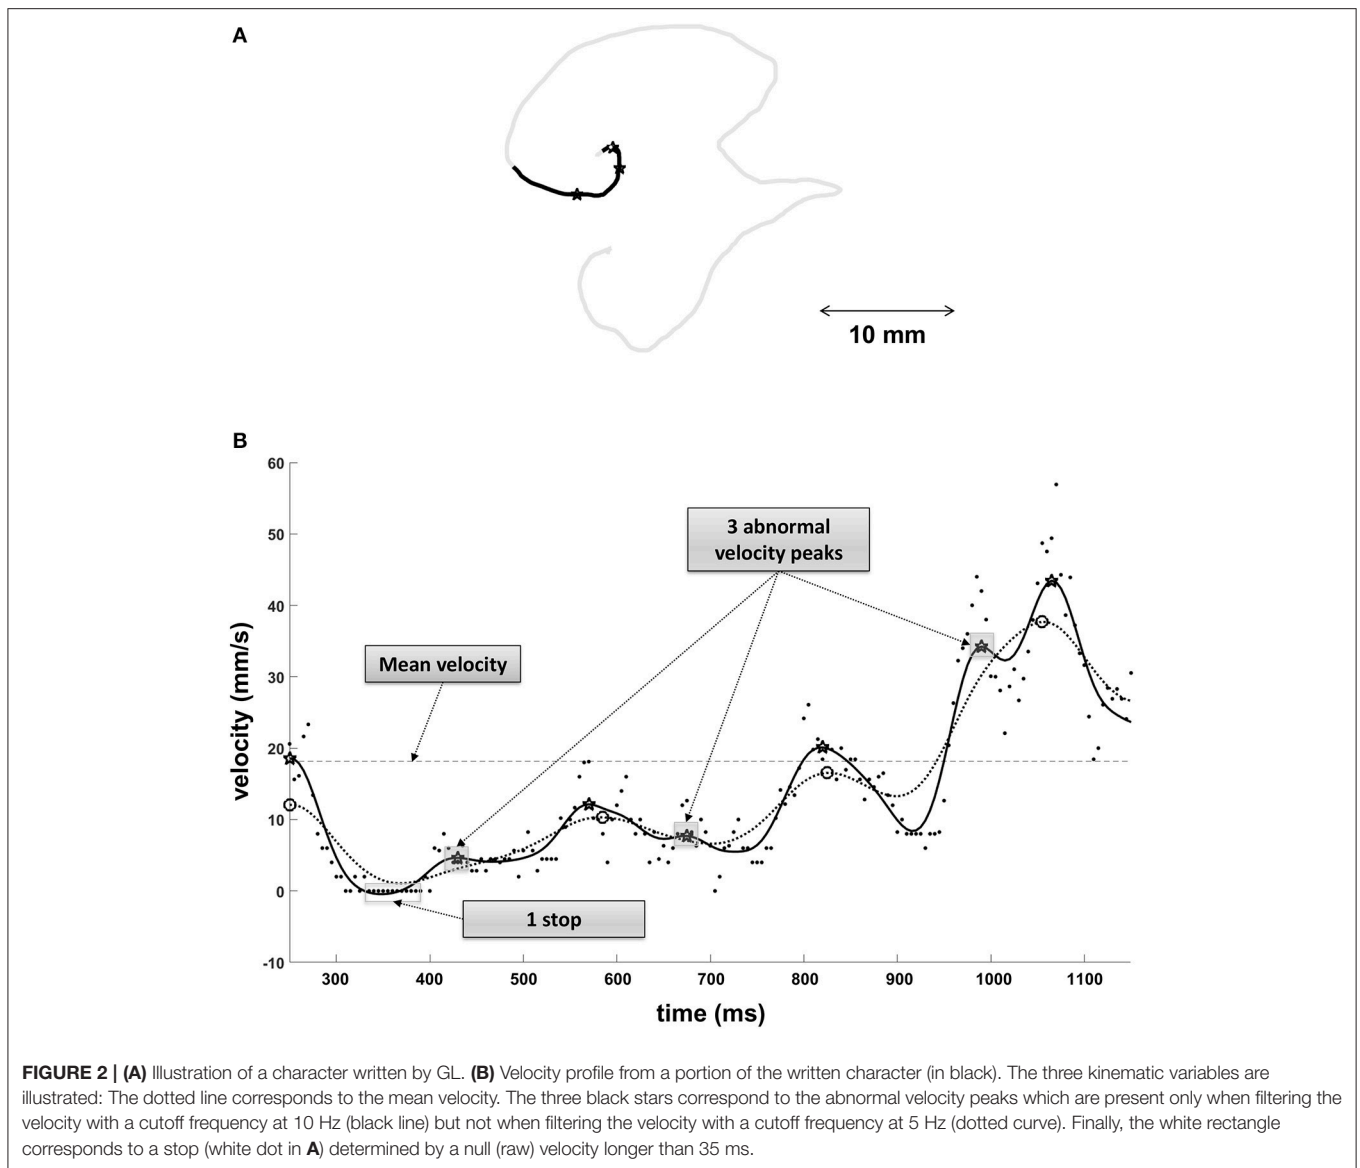 A
10 mm
B
60
50
40
30
20
10
0
-10
velocity (mm/s)
3 abnormal
velocity peaks
Mean velocity
1 stop
300 400 500 600 700 800 900 1000 1100
time (ms)
FIGURE 2 | (A) Illustration of a character written by GL. (B) Velocity profile from a portion of the written character (in black). The three kinematic variables are
illustrated: The dotted line corresponds to the mean velocity. The three black stars correspond to the abnormal velocity peaks which are present only when filtering the
velocity with a cutoff frequency at 10 Hz (black line) but not when filtering the velocity with a cutoff frequency at 5 Hz (dotted curve). Finally, the white rectangle
corresponds to a stop (white dot in A) determined by a null (raw) velocity longer than 35 ms.